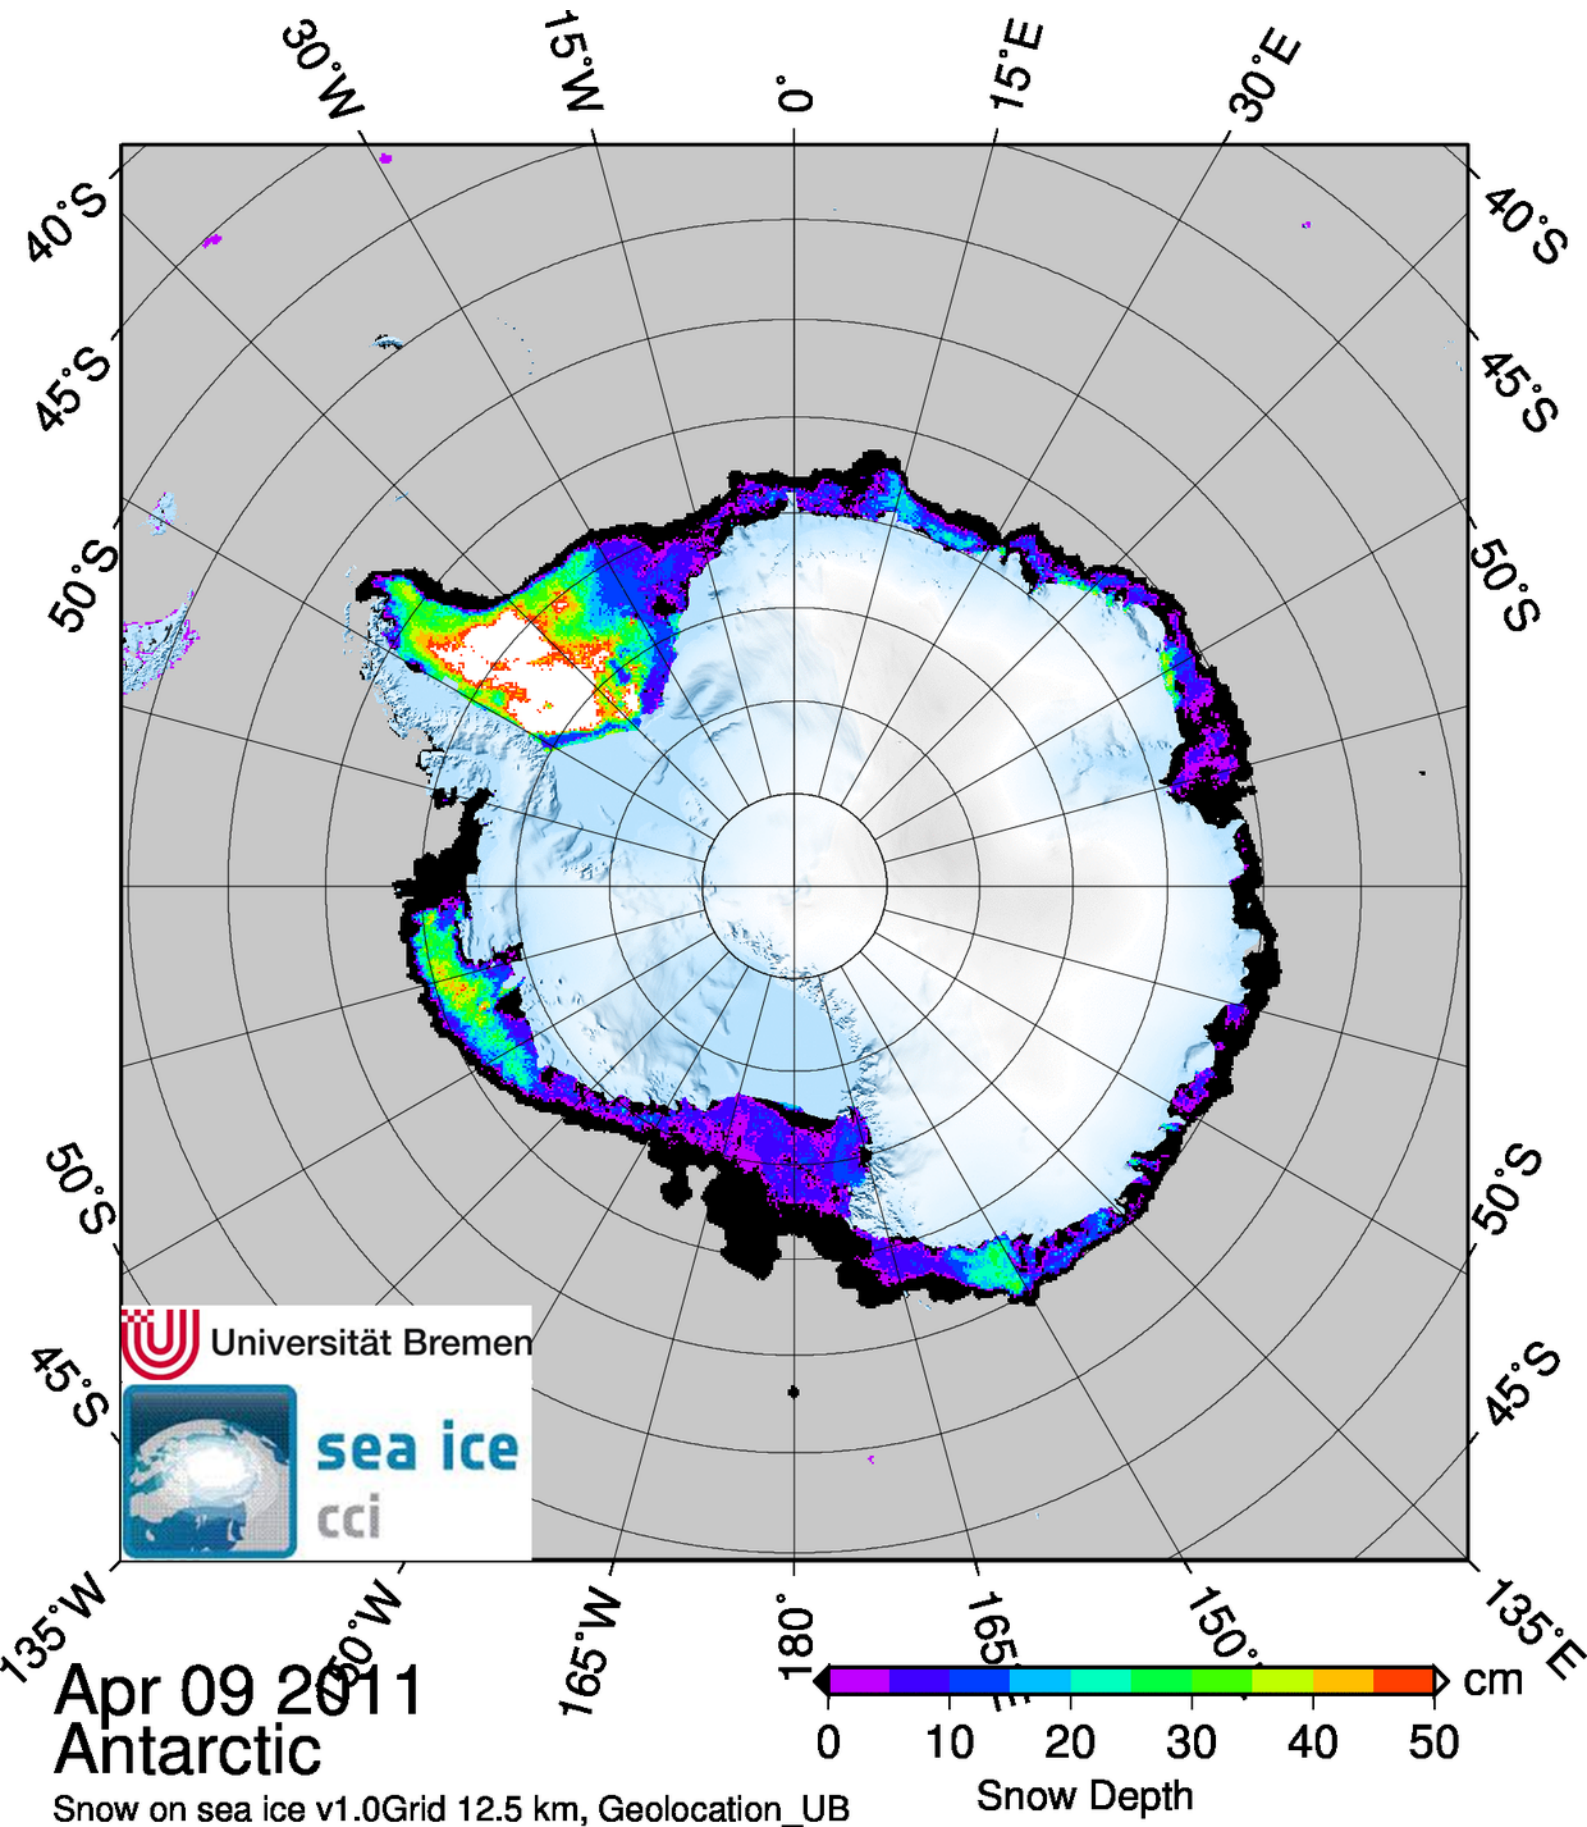 30°W 15°W 0° 15°E 30°E
40°S 40°S
45°S 45°S
50°S 50°S
50°S 50°S
45°S 45°S
Universität Bremen
sea ice
cci
135°W 150°W 165°W 180° 165°E 150° 135°E
Apr 09 2011
Antarctic
Snow on sea ice v1.0Grid 12.5 km, Geolocation_UB
cm
0 10 20 30 40 50
Snow Depth